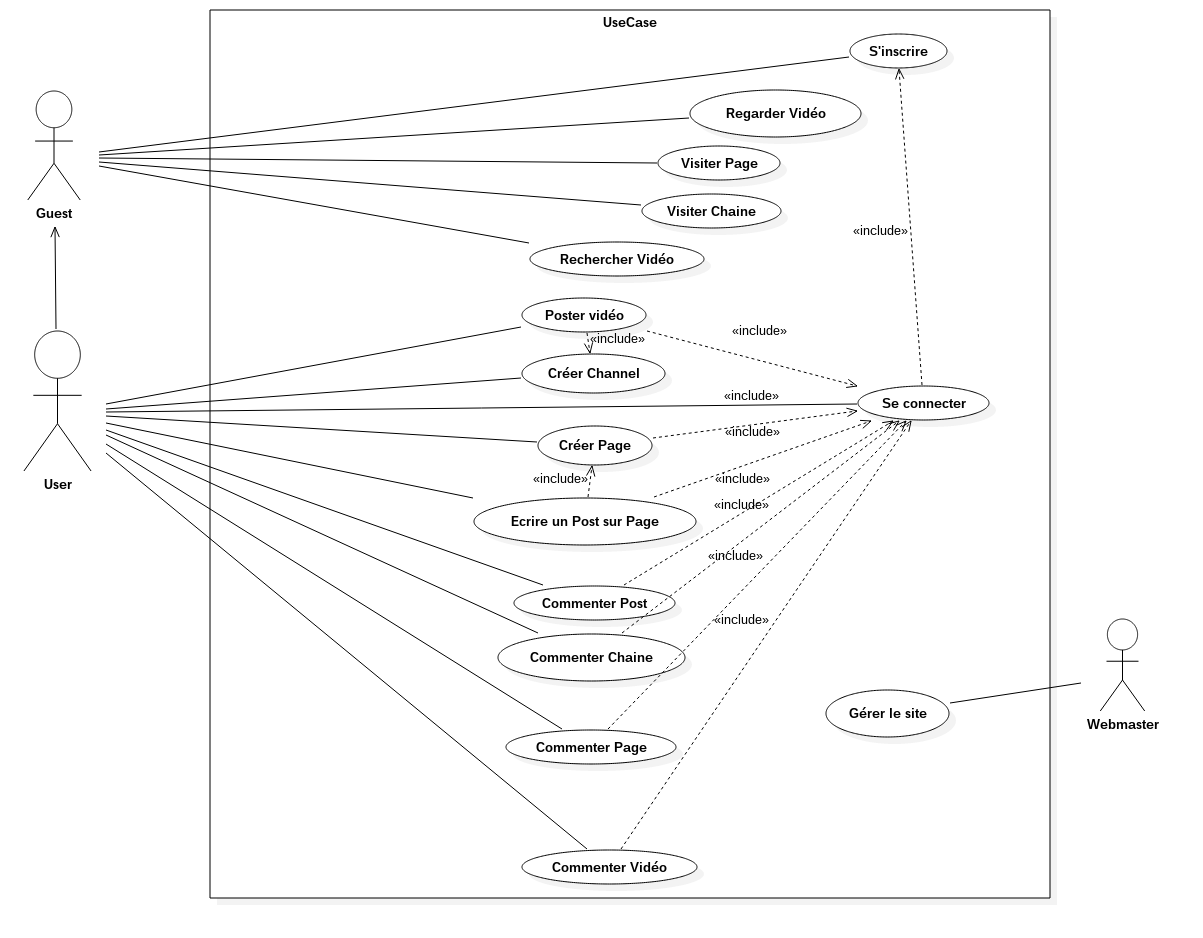 UseCase
S'inscrire
Regarder Vidéo
Visiter Page
Guest
Visiter Chaine
«include»
Rechercher Vidéo
Poster vidéo
«include»
«include»
Créer Channel
«include»
Se connecter
«include»
Créer Page
«include»
«include»
User
«include»
Ecrire un Post sur Page
«include»
Commenter Post
«include»
Commenter Chaine
Gérer le site
Webmaster
Commenter Page
Commenter Vidéo